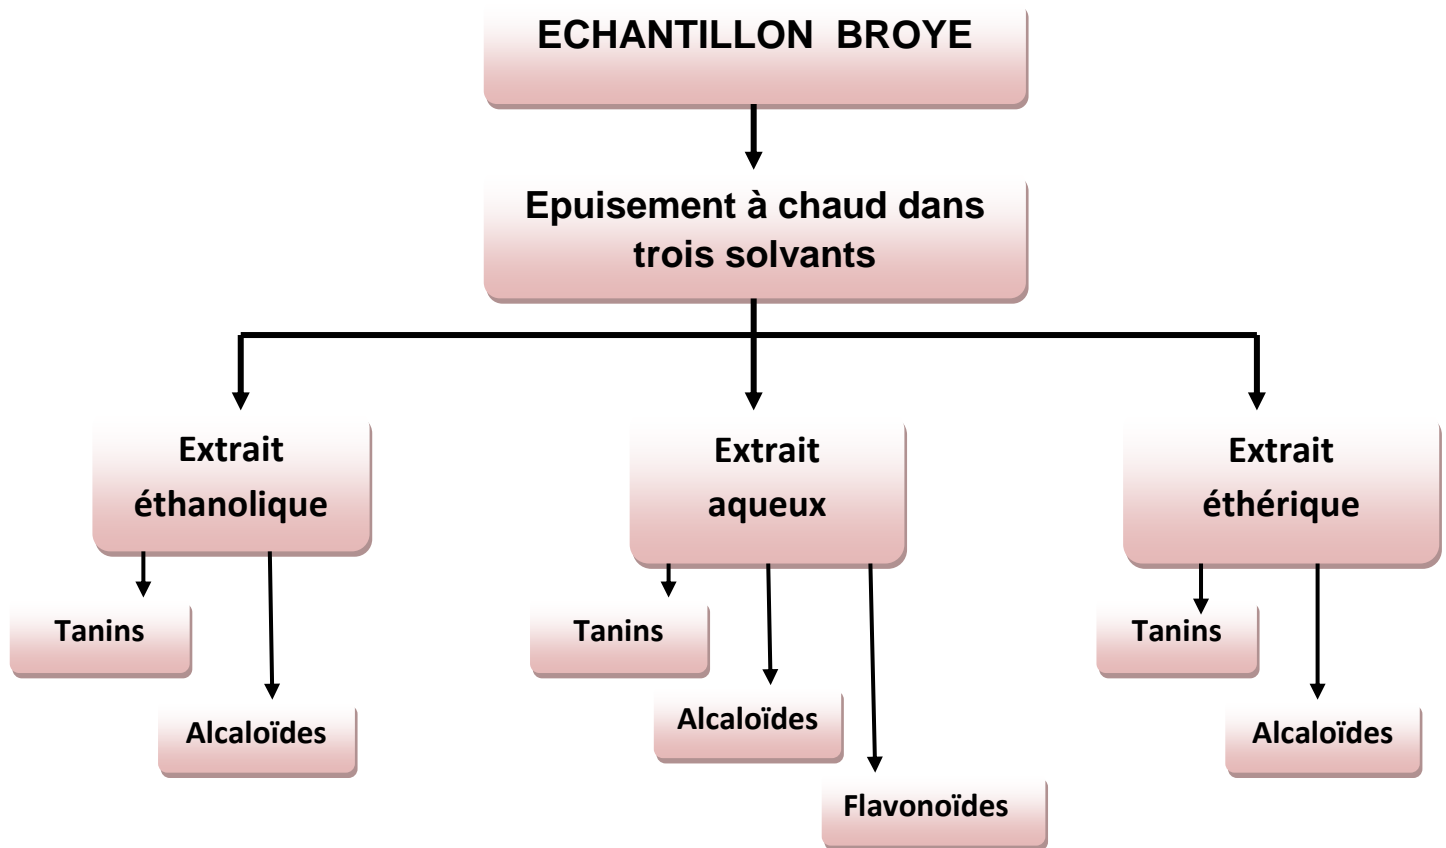 ECHANTILLON BROYE
Epuisement à chaud dans
trois solvants
Extrait
éthanolique
Extrait
aqueux
Extrait
éthérique
Tanins
Alcaloïdes
Tanins
Alcaloïdes
Flavonoïdes
Tanins
Alcaloïdes